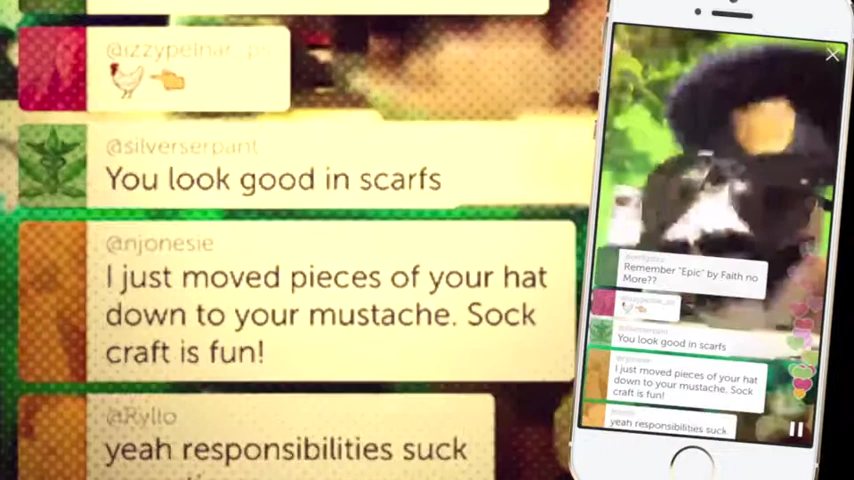 @silverserpant
You look good in scarfs
@njonesie
I just moved pieces of your hat
down to your mustache. Sock
craft is fun!
@Ryllo
yeah responsibilities suck
Remember "Epic" by Faith no
More??
You look good in scarfs
I just moved pieces of your hat
down to your mustache. Sock
craft is fun!
yeah responsibilities suck